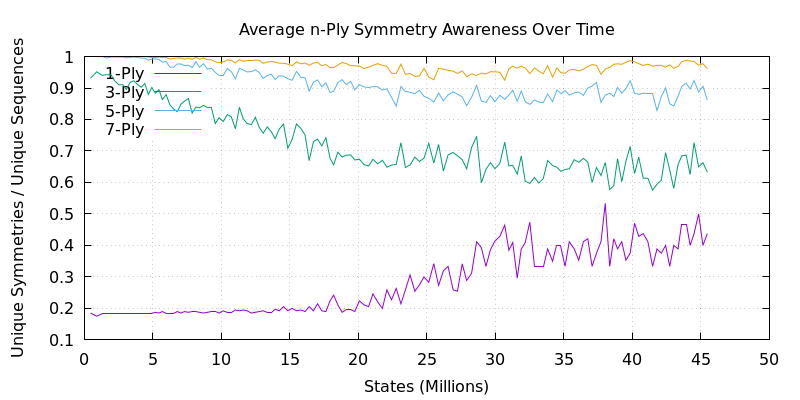 Average n-Ply Symmetry Awareness Over Time
Unique Symmetries / Unique Sequences
1
0.9
0.8
0.7
0.6
0.5
0.4
0.3
0.2
0.1
1-Ply
3-Ply
5-Ply
7-Ply
0 5 10 15 20 25 30 35 40 45 50
States (Millions)